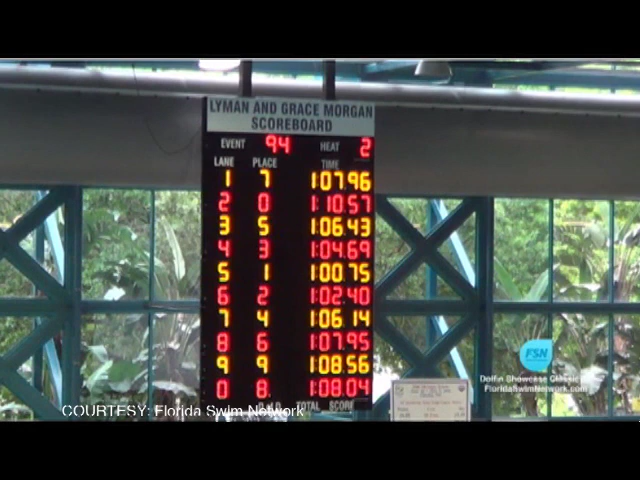 LYMAN AND GRACE MORGAN
SCOREBOARD
EVENT 94 HEAT 2
LANE PLACE TIME
1 7 1:07.96
2 0 1:10.57
3 5 1:06.43
4 3 1:04.69
5 1 1:00.75
6 2 1:02.40
7 4 1:06.14
8 6 1:07.95
9 9 1:08.56
0 8. 1:08.04
TOTAL SCORE
FSN
Dolfin Showcase Classic
FloridaSwimNetwork.com
COURTESY: Florida Swim Network